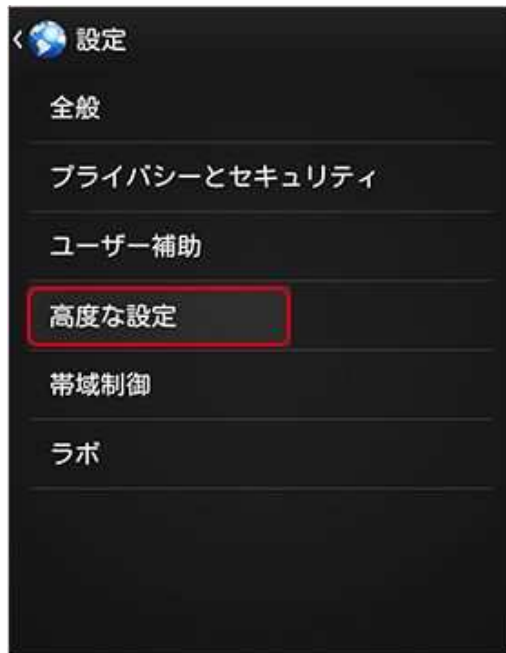 設定
全般
プライバシーとセキュリティ
ユーザー補助
高度な設定
帯域制御
ラボ